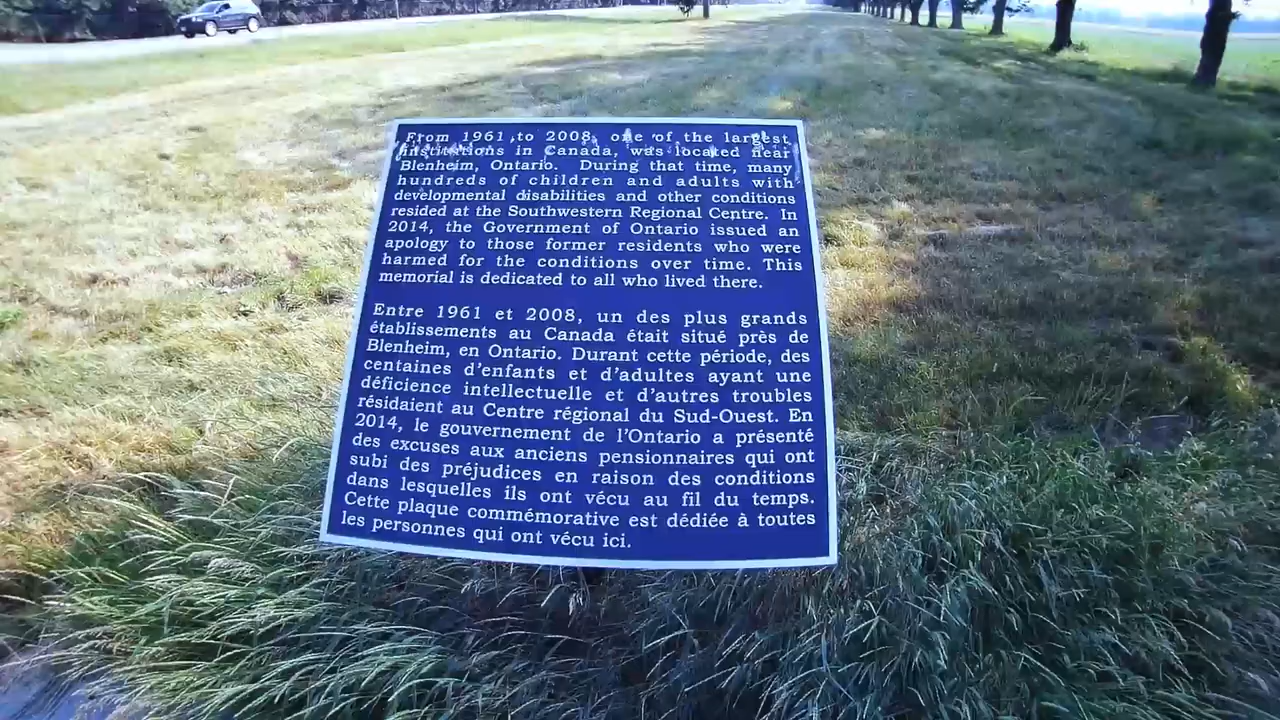 From 1961 to 2008, one of the largest
institutions in Canada, was located near
Blenheim, Ontario. During that time, many
hundreds of children and adults with
developmental disabilities and other conditions
resided at the Southwestern Regional Centre. In
2014, the Government of Ontario issued an
apology to those former residents who were
harmed for the conditions over time. This
memorial is dedicated to all who lived there.
Entre 1961 et 2008, un des plus grands
établissements au Canada était situé près de
Blenheim, en Ontario. Durant cette période, des
centaines d'enfants et d'adultes ayant une
déficience intellectuelle et d'autres troubles
résidaient au Centre régional du Sud-Ouest. En
2014, le gouvernement de l'Ontario a présenté
des excuses aux anciens pensionnaires qui ont
subi des préjudices en raison des conditions
dans lesquelles ils ont vécu au fil du temps.
Cette plaque commémorative est dédiée à toutes
les personnes qui ont vécu ici.